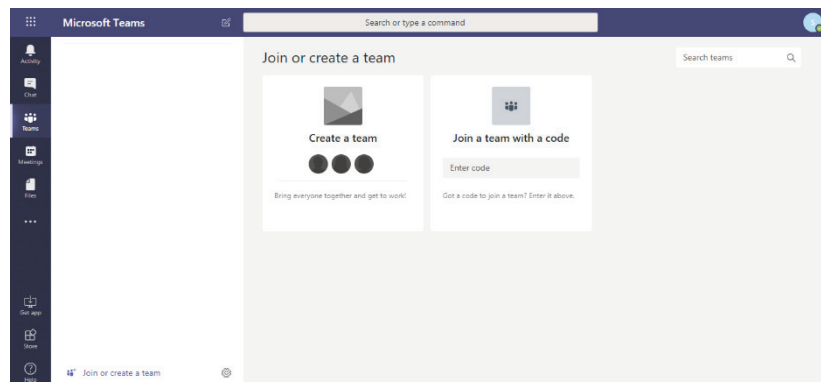 Microsoft Teams
Search or type a command
S
Activity
Chat
Teams
Meetings
Files
Get app
Store
Help
Join or create a team
Search teams
Create a team
Bring everyone together and get to work!
Join a team with a code
Enter code
Got a code to join a team? Enter it above.
Join or create a team